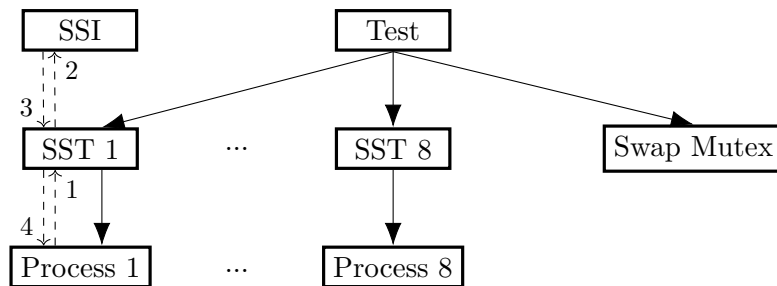 SSI Test
2
3
SST 1 ... SST 8 Swap Mutex
1
4
Process 1 ... Process 8